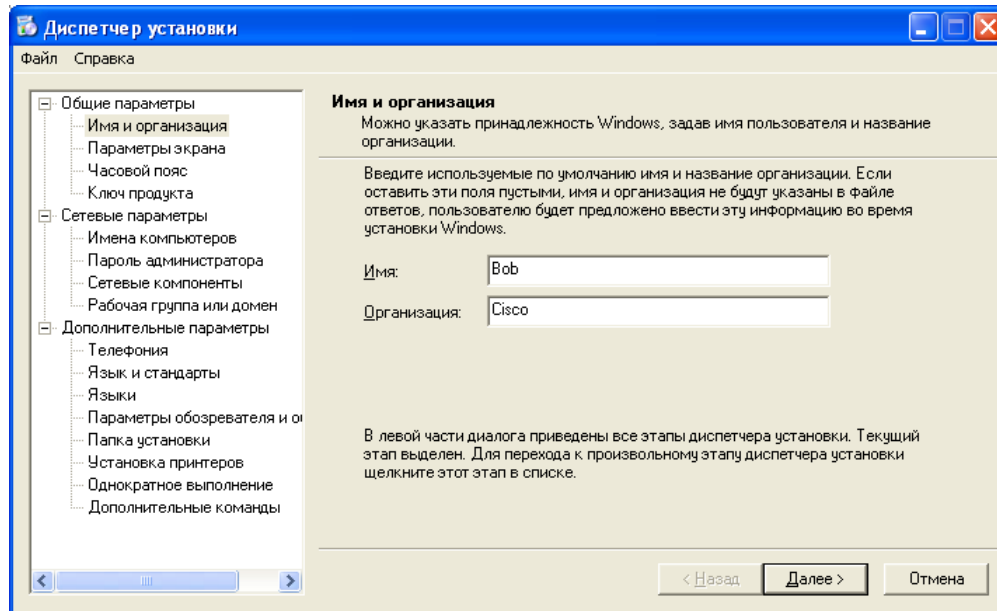 Диспетчер установки
Файл Справка
Общие параметры
Имя и организация
Параметры экрана
Часовой пояс
Ключ продукта
Сетевые параметры
Имена компьютеров
Пароль администратора
Сетевые компоненты
Рабочая группа или домен
Дополнительные параметры
Телефония
Язык и стандарты
Языки
Параметры обозревателя и о
Папка установки
Установка принтеров
Однократное выполнение
Дополнительные команды
Имя и организация
Можно указать принадлежность Windows, задав имя пользователя и название
организации.
Введите используемые по умолчанию имя и название организации. Если
оставить эти поля пустыми, имя и организация не будут указаны в файле
ответов, пользователю будет предложено ввести эту информацию во время
установки Windows.
Имя: Bob
Организация: Cisco
В левой части диалога приведены все этапы диспетчера установки. Текущий
этап выделен. Для перехода к произвольному этапу диспетчера установки
щелкните этот этап в списке.
< Назад Далее > Отмена